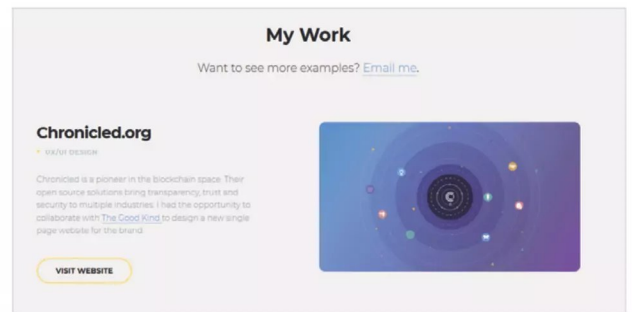 My Work
Want to see more examples? Email me.
Chronicled.org
UX/UI DESIGN
Chronicled is a pioneer in the blockchain space. Their
open source solutions bring transparency, trust and
security to multiple industries. I had the opportunity to
collaborate with The Good Kind to design a new single
page website for the brand.
VISIT WEBSITE